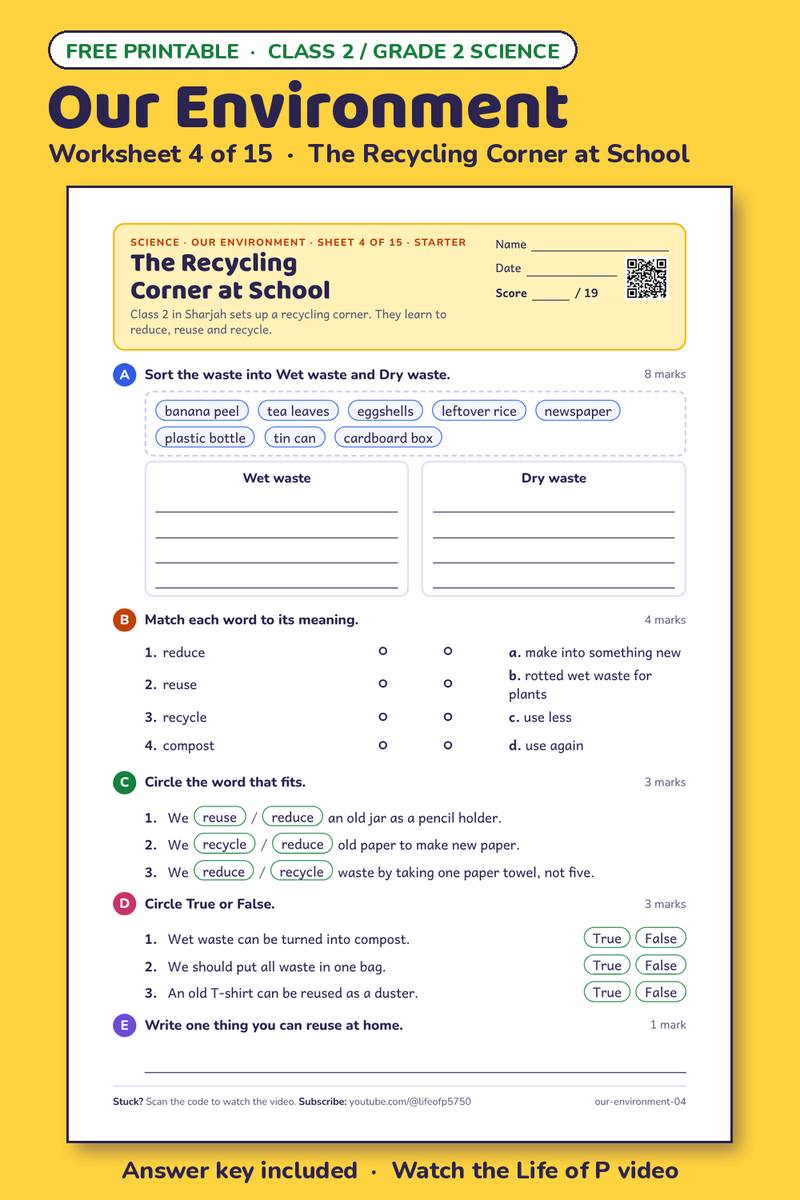 FREE PRINTABLE · CLASS 2 / GRADE 2 SCIENCE
Our Environment
Worksheet 4 of 15 · The Recycling Corner at School
SCIENCE · OUR ENVIRONMENT · SHEET 4 OF 15 · STARTER
The Recycling
Corner at School
Class 2 in Sharjah sets up a recycling corner. They learn to
reduce, reuse and recycle.
Name
Date
Score / 19
A Sort the waste into Wet waste and Dry waste. 8 marks
banana peel tea leaves eggshells leftover rice newspaper
plastic bottle tin can cardboard box
Wet waste Dry waste
B Match each word to its meaning. 4 marks
1. reduce a. make into something new
2. reuse b. rotted wet waste for
plants
3. recycle c. use less
4. compost d. use again
C Circle the word that fits. 3 marks
1. We reuse / reduce an old jar as a pencil holder.
2. We recycle / reduce old paper to make new paper.
3. We reduce / recycle waste by taking one paper towel, not five.
D Circle True or False. 3 marks
1. Wet waste can be turned into compost. True False
2. We should put all waste in one bag. True False
3. An old T-shirt can be reused as a duster. True False
E Write one thing you can reuse at home. 1 mark
Stuck? Scan the code to watch the video. Subscribe: youtube.com/@lifeofp5750 our-environment-04
Answer key included · Watch the Life of P video